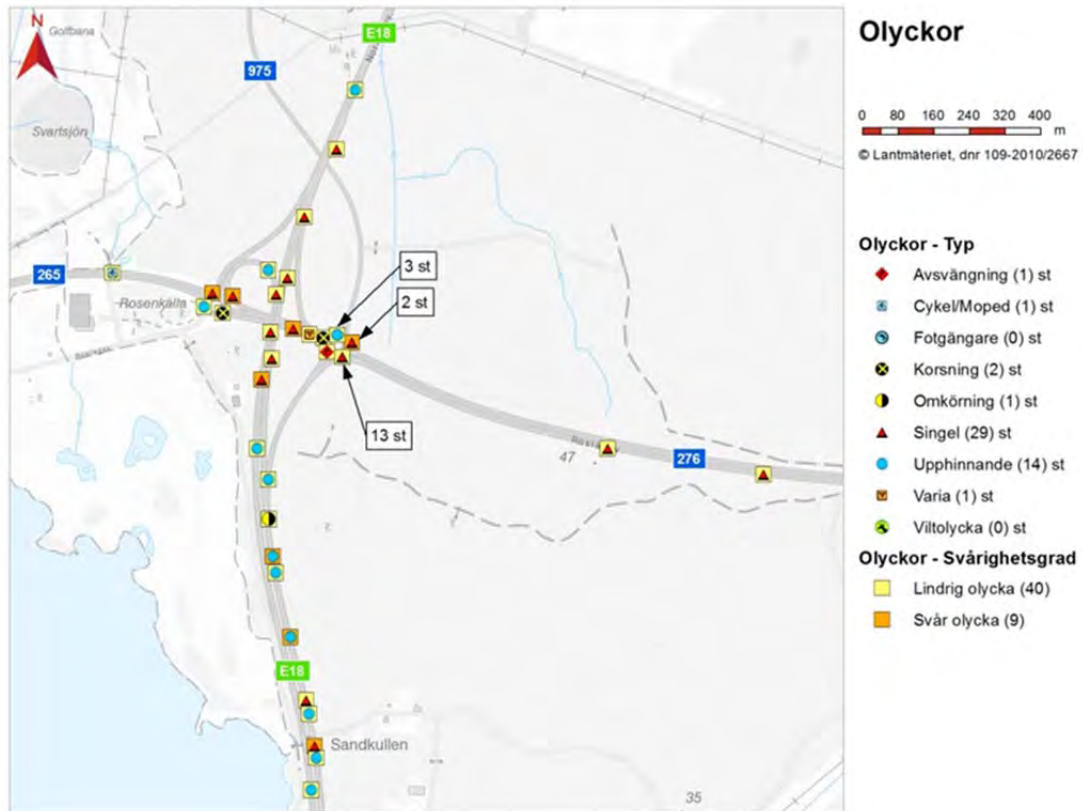 N
Golfbana
E18
975
Svartsjön
265
Rosenkälla
3 st
2 st
13 st
47
276
E18
Sandkullen
35
Olyckor
0 80 160 240 320 400
m
© Lantmäteriet, dnr 109-2010/2667
Olyckor - Typ
Avsvängning (1) st
Cykel/Moped (1) st
Fotgängare (0) st
Korsning (2) st
Omkörning (1) st
Singel (29) st
Upphinnande (14) st
Varia (1) st
Viltolycka (0) st
Olyckor - Svårighetsgrad
Lindrig olycka (40)
Svår olycka (9)